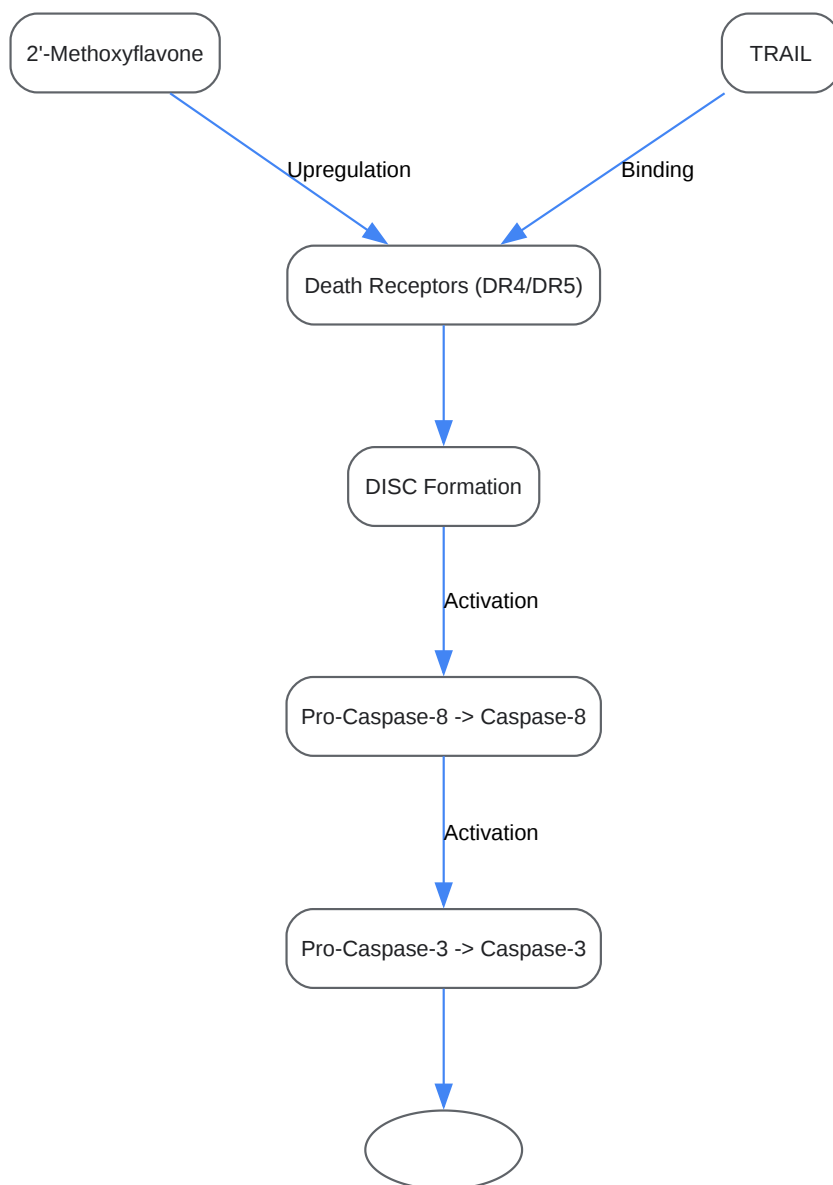 2'-Methoxyflavone
TRAIL
Upregulation
Binding
Death Receptors (DR4/DR5)
DISC Formation
Activation
Pro-Caspase-8 -> Caspase-8
Activation
Pro-Caspase-3 -> Caspase-3